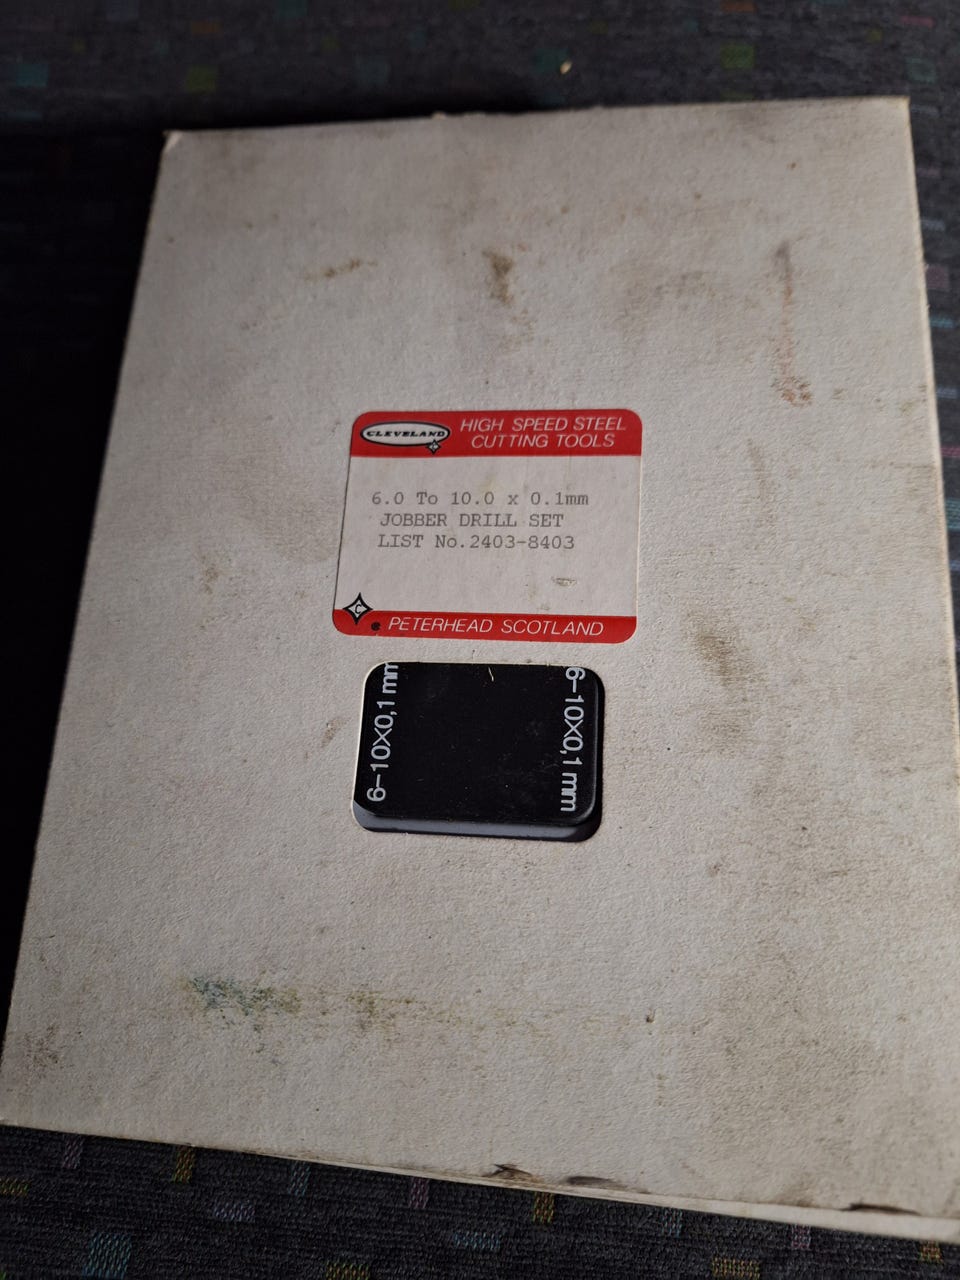 CLEVELAND
HIGH SPEED STEEL
CUTTING TOOLS
6.0 To 10.0 x 0.1mm
JOBBER DRILL SET
LIST No.2403-8403
C
® PETERHEAD SCOTLAND
6-10X0,1 mm
6-10X0,1 mm